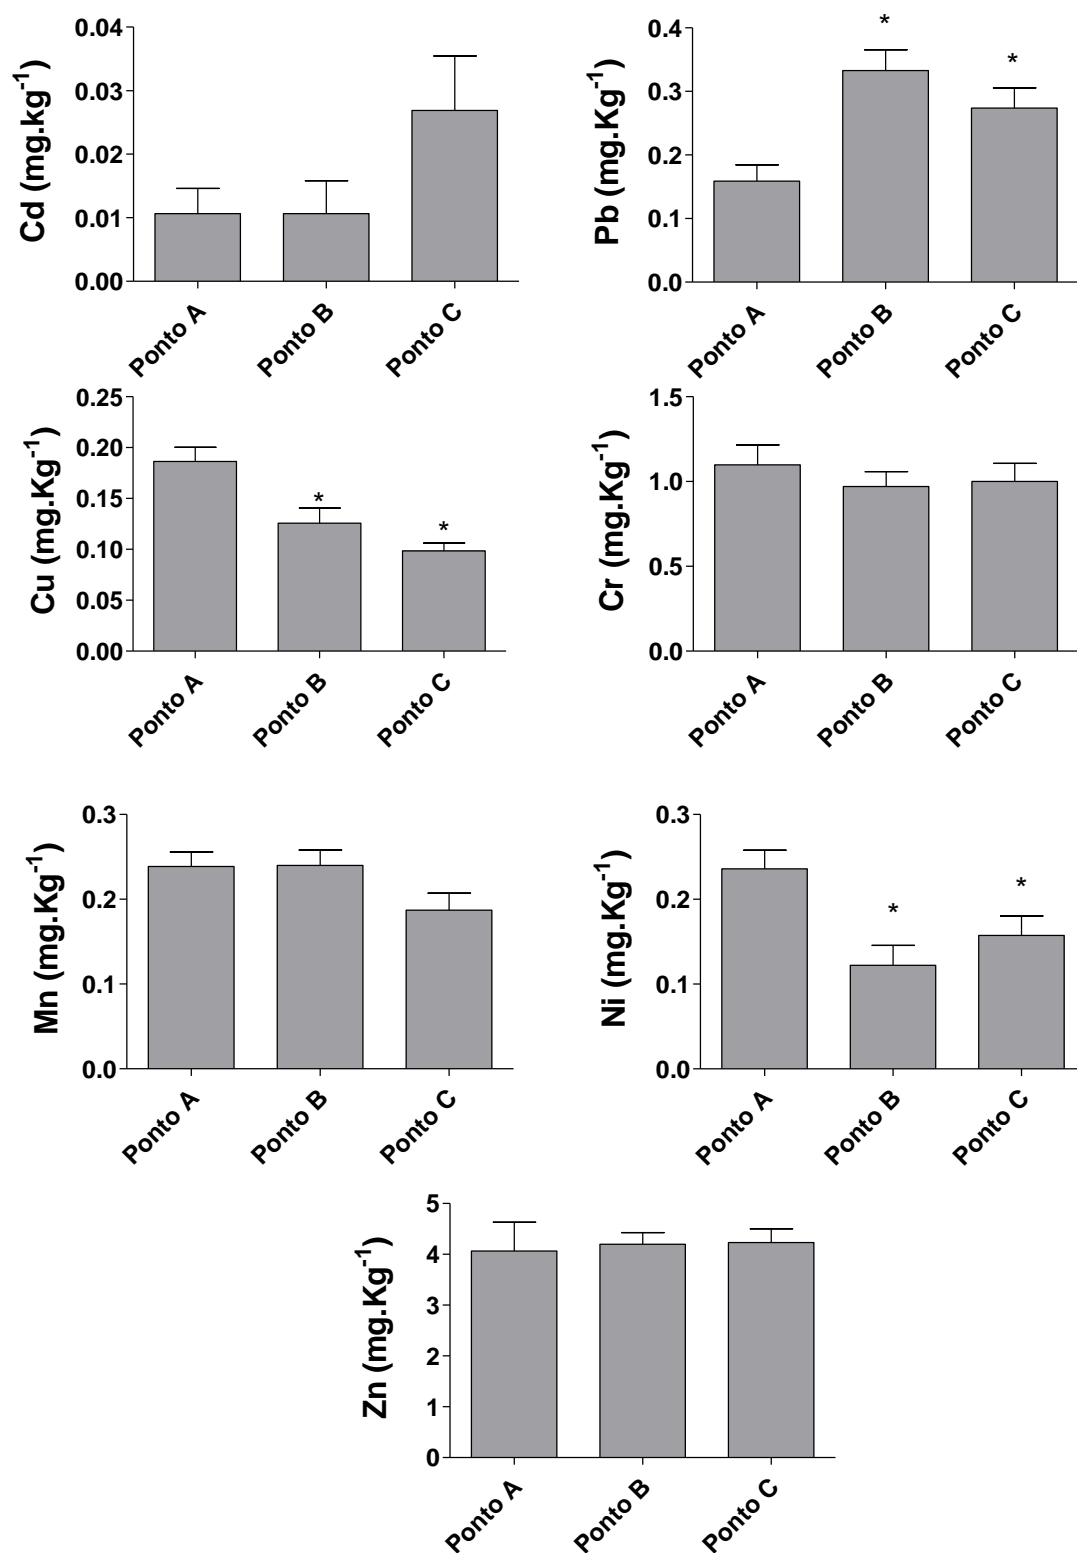 Cd (mg.kg-1)
0.04
0.03
0.02
0.01
0.00
Ponto A
Ponto B
Ponto C
Pb (mg.Kg-1)
0.4
0.3
0.2
0.1
0.0
*
*
Ponto A
Ponto B
Ponto C
Cu (mg.Kg-1)
0.25
0.20
0.15
0.10
0.05
0.00
*
*
Ponto A
Ponto B
Ponto C
Cr (mg.Kg-1)
1.5
1.0
0.5
0.0
Ponto A
Ponto B
Ponto C
Mn (mg.Kg-1)
0.3
0.2
0.1
0.0
Ponto A
Ponto B
Ponto C
Ni (mg.Kg-1)
0.3
0.2
0.1
0.0
*
*
Ponto A
Ponto B
Ponto C
Zn (mg.Kg-1)
5
4
3
2
1
0
Ponto A
Ponto B
Ponto C